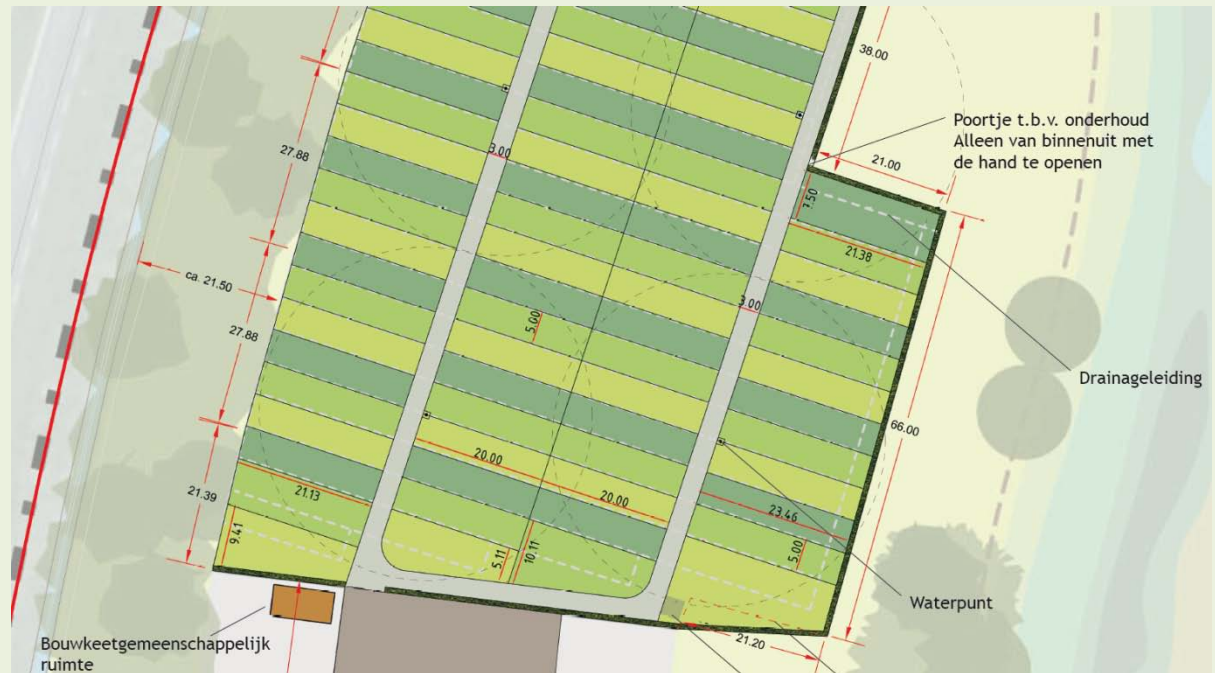 38.00
Poortje t.b.v. onderhoud
Alleen van binnenuit met
de hand te openen
27.88
3.00
21.00
7.50
21.38
ca. 21.50
3.00
5.00
27.88
Drainageleiding
66.00
20.00
20.00
21.13
23.46
21.39
9.41
5.11
10.11
5.00
Waterpunt
21.20
Bouwkeetgemeenschappelijk
ruimte